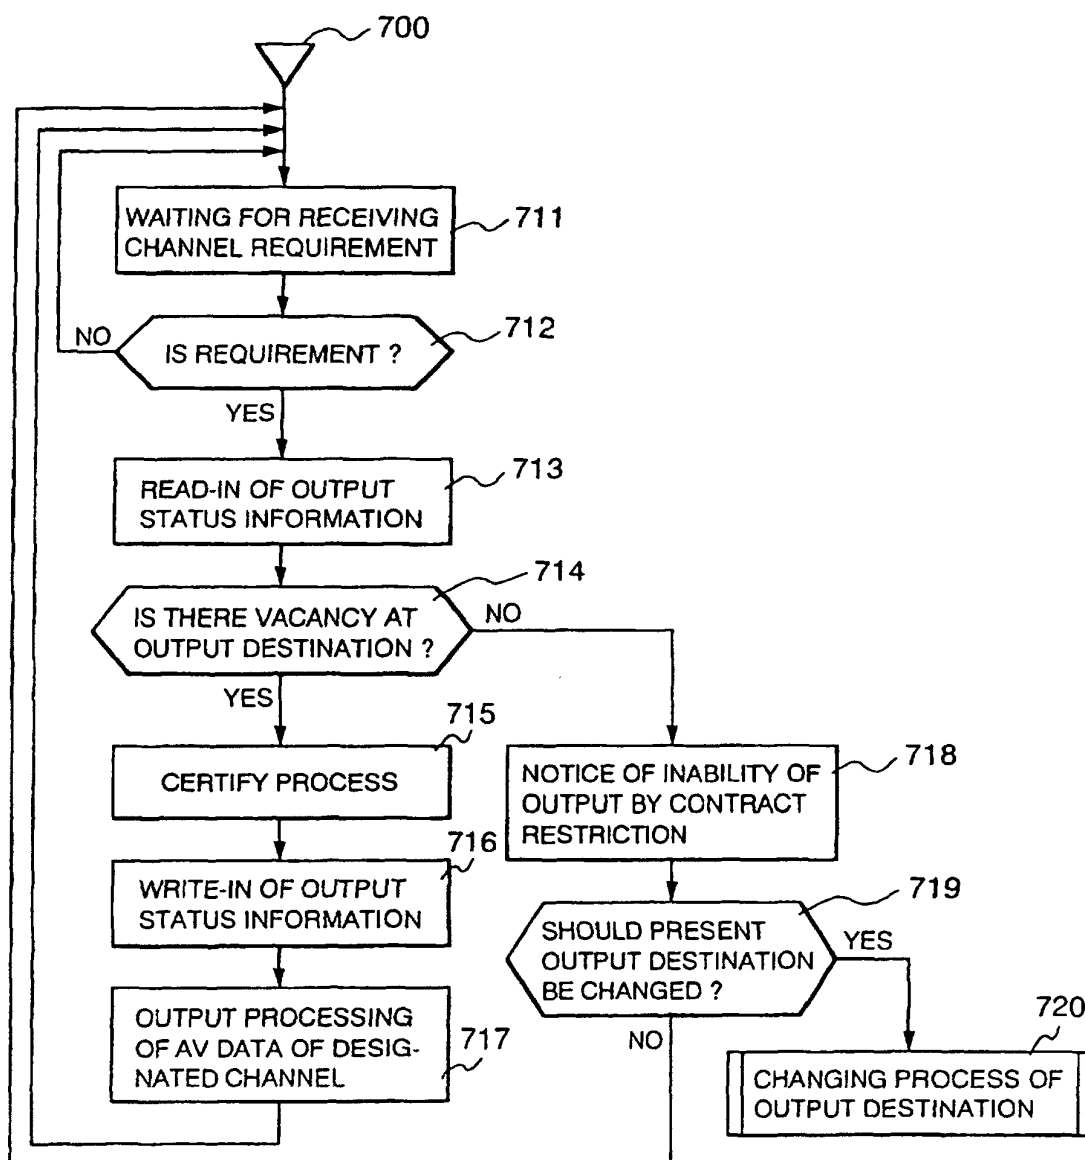 700
WAITING FOR RECEIVING
CHANNEL REQUIREMENT
711
IS REQUIREMENT ?
712
NO
YES
READ-IN OF OUTPUT
STATUS INFORMATION
713
IS THERE VACANCY AT
OUTPUT DESTINATION ?
714
NO
YES
CERTIFY PROCESS
715
WRITE-IN OF OUTPUT
STATUS INFORMATION
716
OUTPUT PROCESSING
OF AV DATA OF DESIG-
NATED CHANNEL
717
NOTICE OF INABILITY OF
OUTPUT BY CONTRACT
RESTRICTION
718
SHOULD PRESENT
OUTPUT DESTINATION
BE CHANGED ?
719
YES
NO
CHANGING PROCESS OF
OUTPUT DESTINATION
720